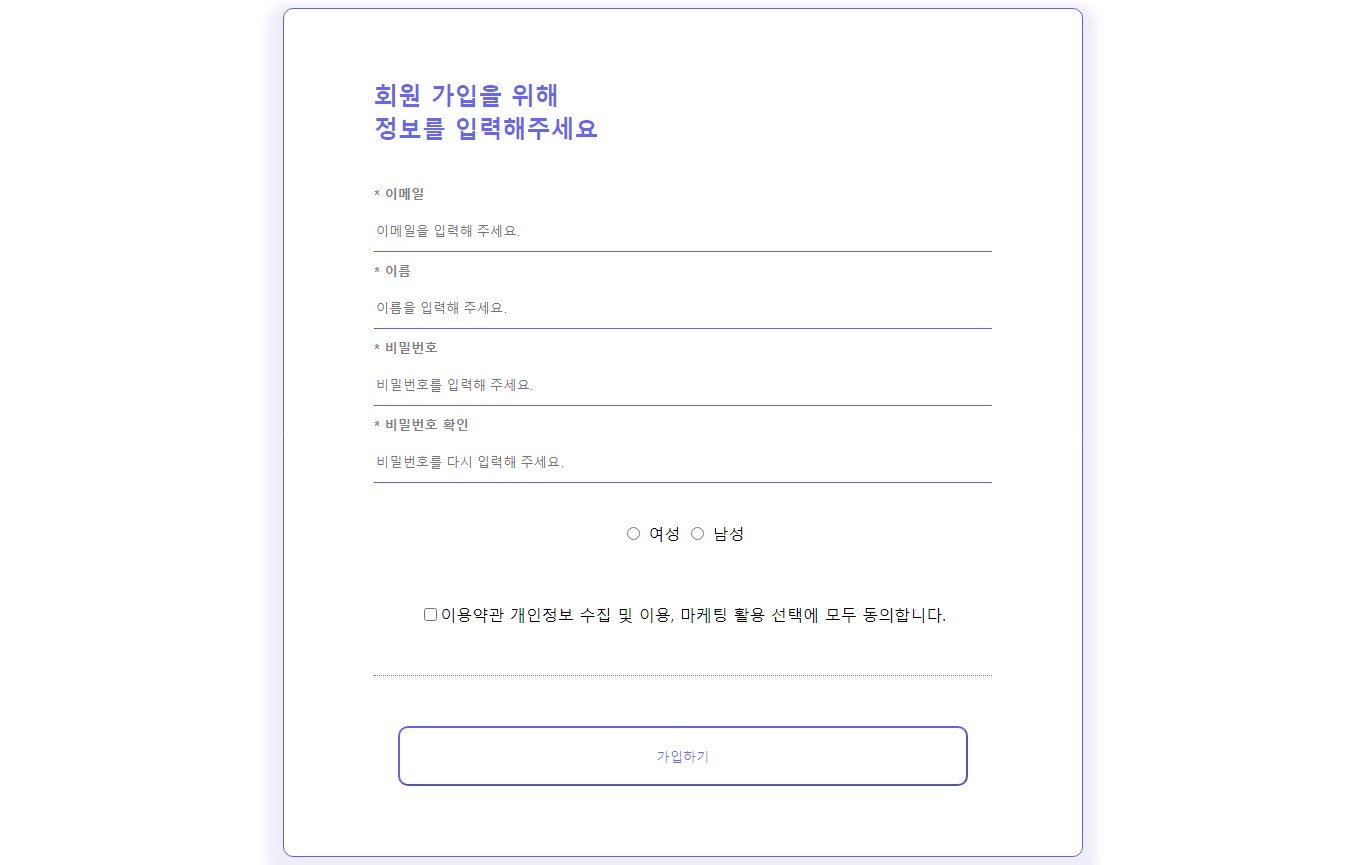 회원 가입을 위해
정보를 입력해주세요
* 이메일
이메일을 입력해 주세요.
* 이름
이름을 입력해 주세요.
* 비밀번호
비밀번호를 입력해 주세요.
* 비밀번호 확인
비밀번호를 다시 입력해 주세요.
여성 남성
이용약관 개인정보 수집 및 이용, 마케팅 활용 선택에 모두 동의합니다.
가입하기